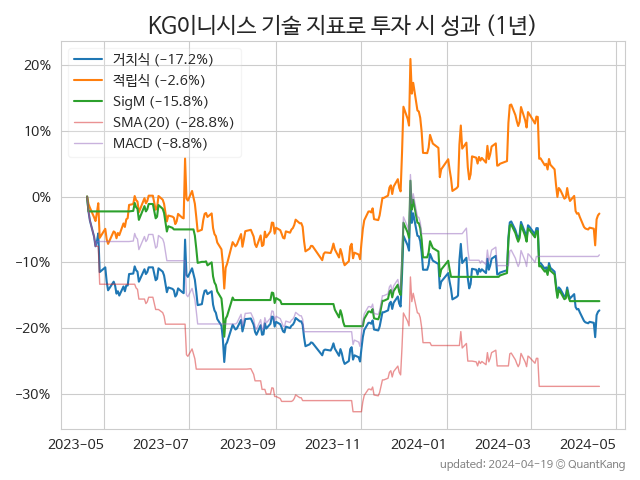 KG이니시스 기술 지표로 투자 시 성과 (1년)
거치식 (−17.2%)
적립식 (−2.6%)
SigM (−15.8%)
SMA(20) (−28.8%)
MACD (−8.8%)
20%
10%
0%
−10%
−20%
−30%
2023-05 2023-07 2023-09 2023-11 2024-01 2024-03 2024-05
updated: 2024-04-19 © QuantKang